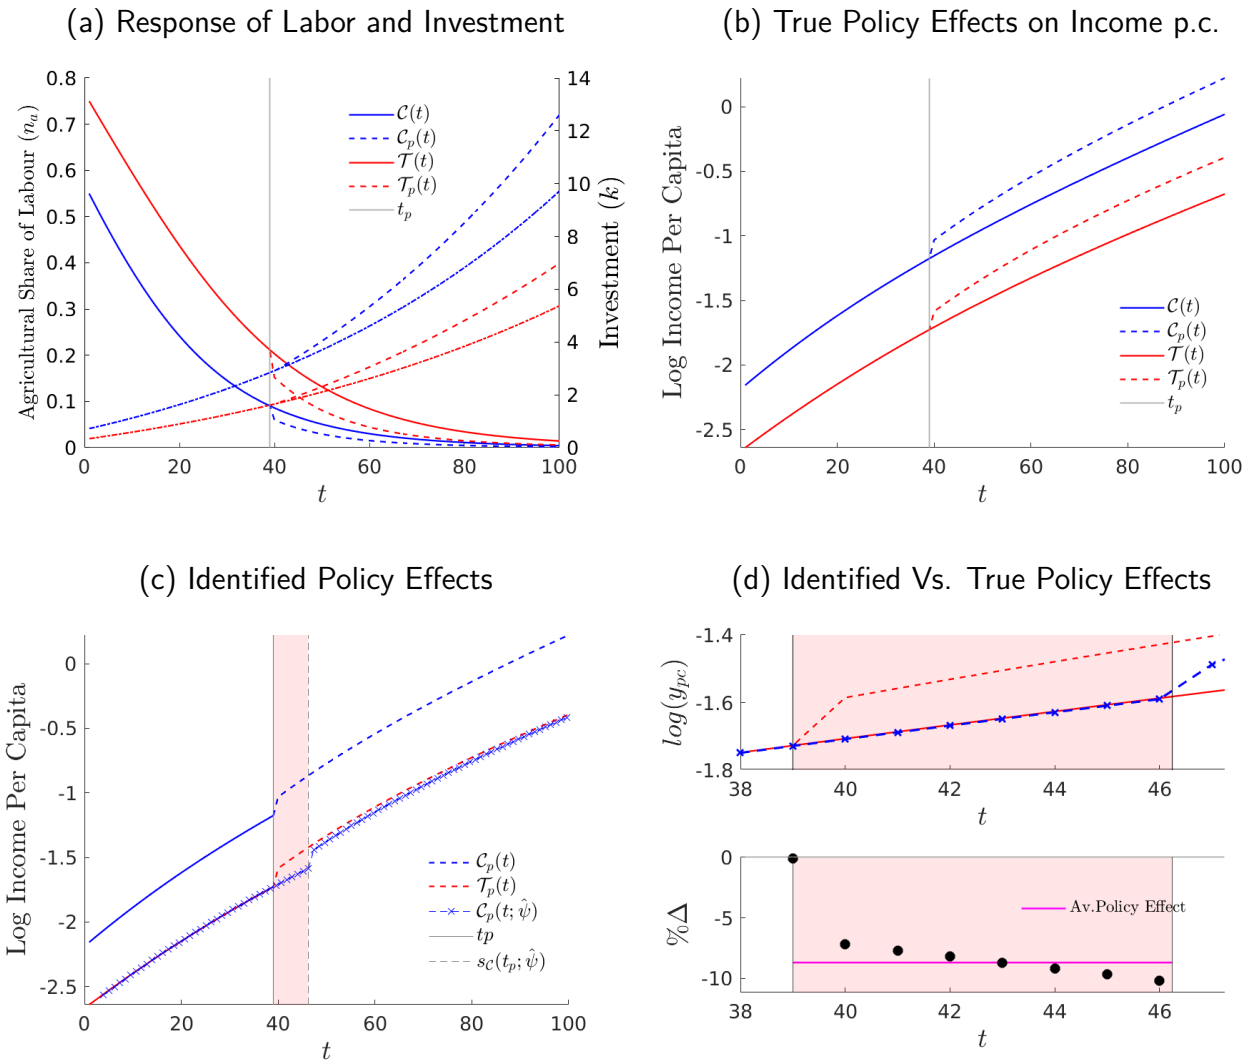 (a) Response of Labor and Investment
0.8
0.7
0.6
0.5
0.4
0.3
0.2
0.1
0
Agricultural Share of Labour (n_a)
14
12
10
8
6
4
2
0
Investment (k)
C(t)
C_p(t)
T(t)
T_p(t)
t_p
0 20 40 60 80 100
t
(b) True Policy Effects on Income p.c.
0
-0.5
-1
-1.5
-2
-2.5
Log Income Per Capita
C(t)
C_p(t)
T(t)
T_p(t)
t_p
0 20 40 60 80 100
t
(c) Identified Policy Effects
0
-0.5
-1
-1.5
-2
-2.5
Log Income Per Capita
C_p(t)
T_p(t)
C_p(t; ψ̂)
tp
s_C(t_p; ψ̂)
0 20 40 60 80 100
t
(d) Identified Vs. True Policy Effects
-1.4
-1.6
-1.8
log(y_pc)
38 40 42 44 46
t
0
-5
-10
%Δ
Av.Policy Effect
38 40 42 44 46
t